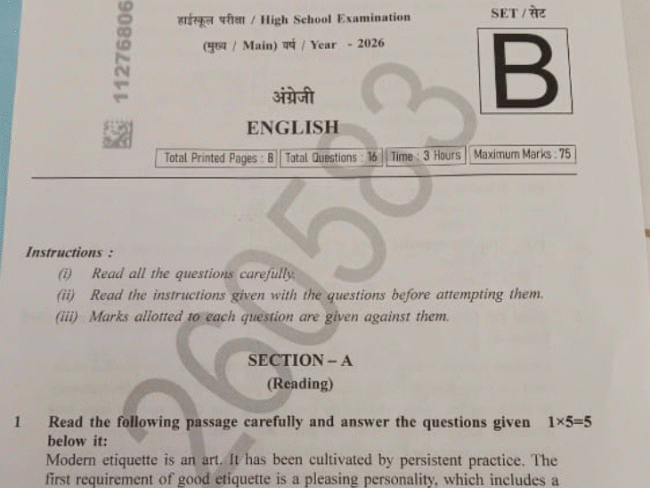 11276806
हाईस्कूल परीक्षा / High School Examination
(मुख्य / Main) वर्ष / Year - 2026
SET / सेट
B
अंग्रेजी
ENGLISH
Total Printed Pages : 8 Total Questions : 16 Time : 3 Hours Maximum Marks : 75
260583
Instructions :
(i) Read all the questions carefully.
(ii) Read the instructions given with the questions before attempting them.
(iii) Marks allotted to each question are given against them.
SECTION – A
(Reading)
1 Read the following passage carefully and answer the questions given 1×5=5
below it:
Modern etiquette is an art. It has been cultivated by persistent practice. The
first requirement of good etiquette is a pleasing personality, which includes a